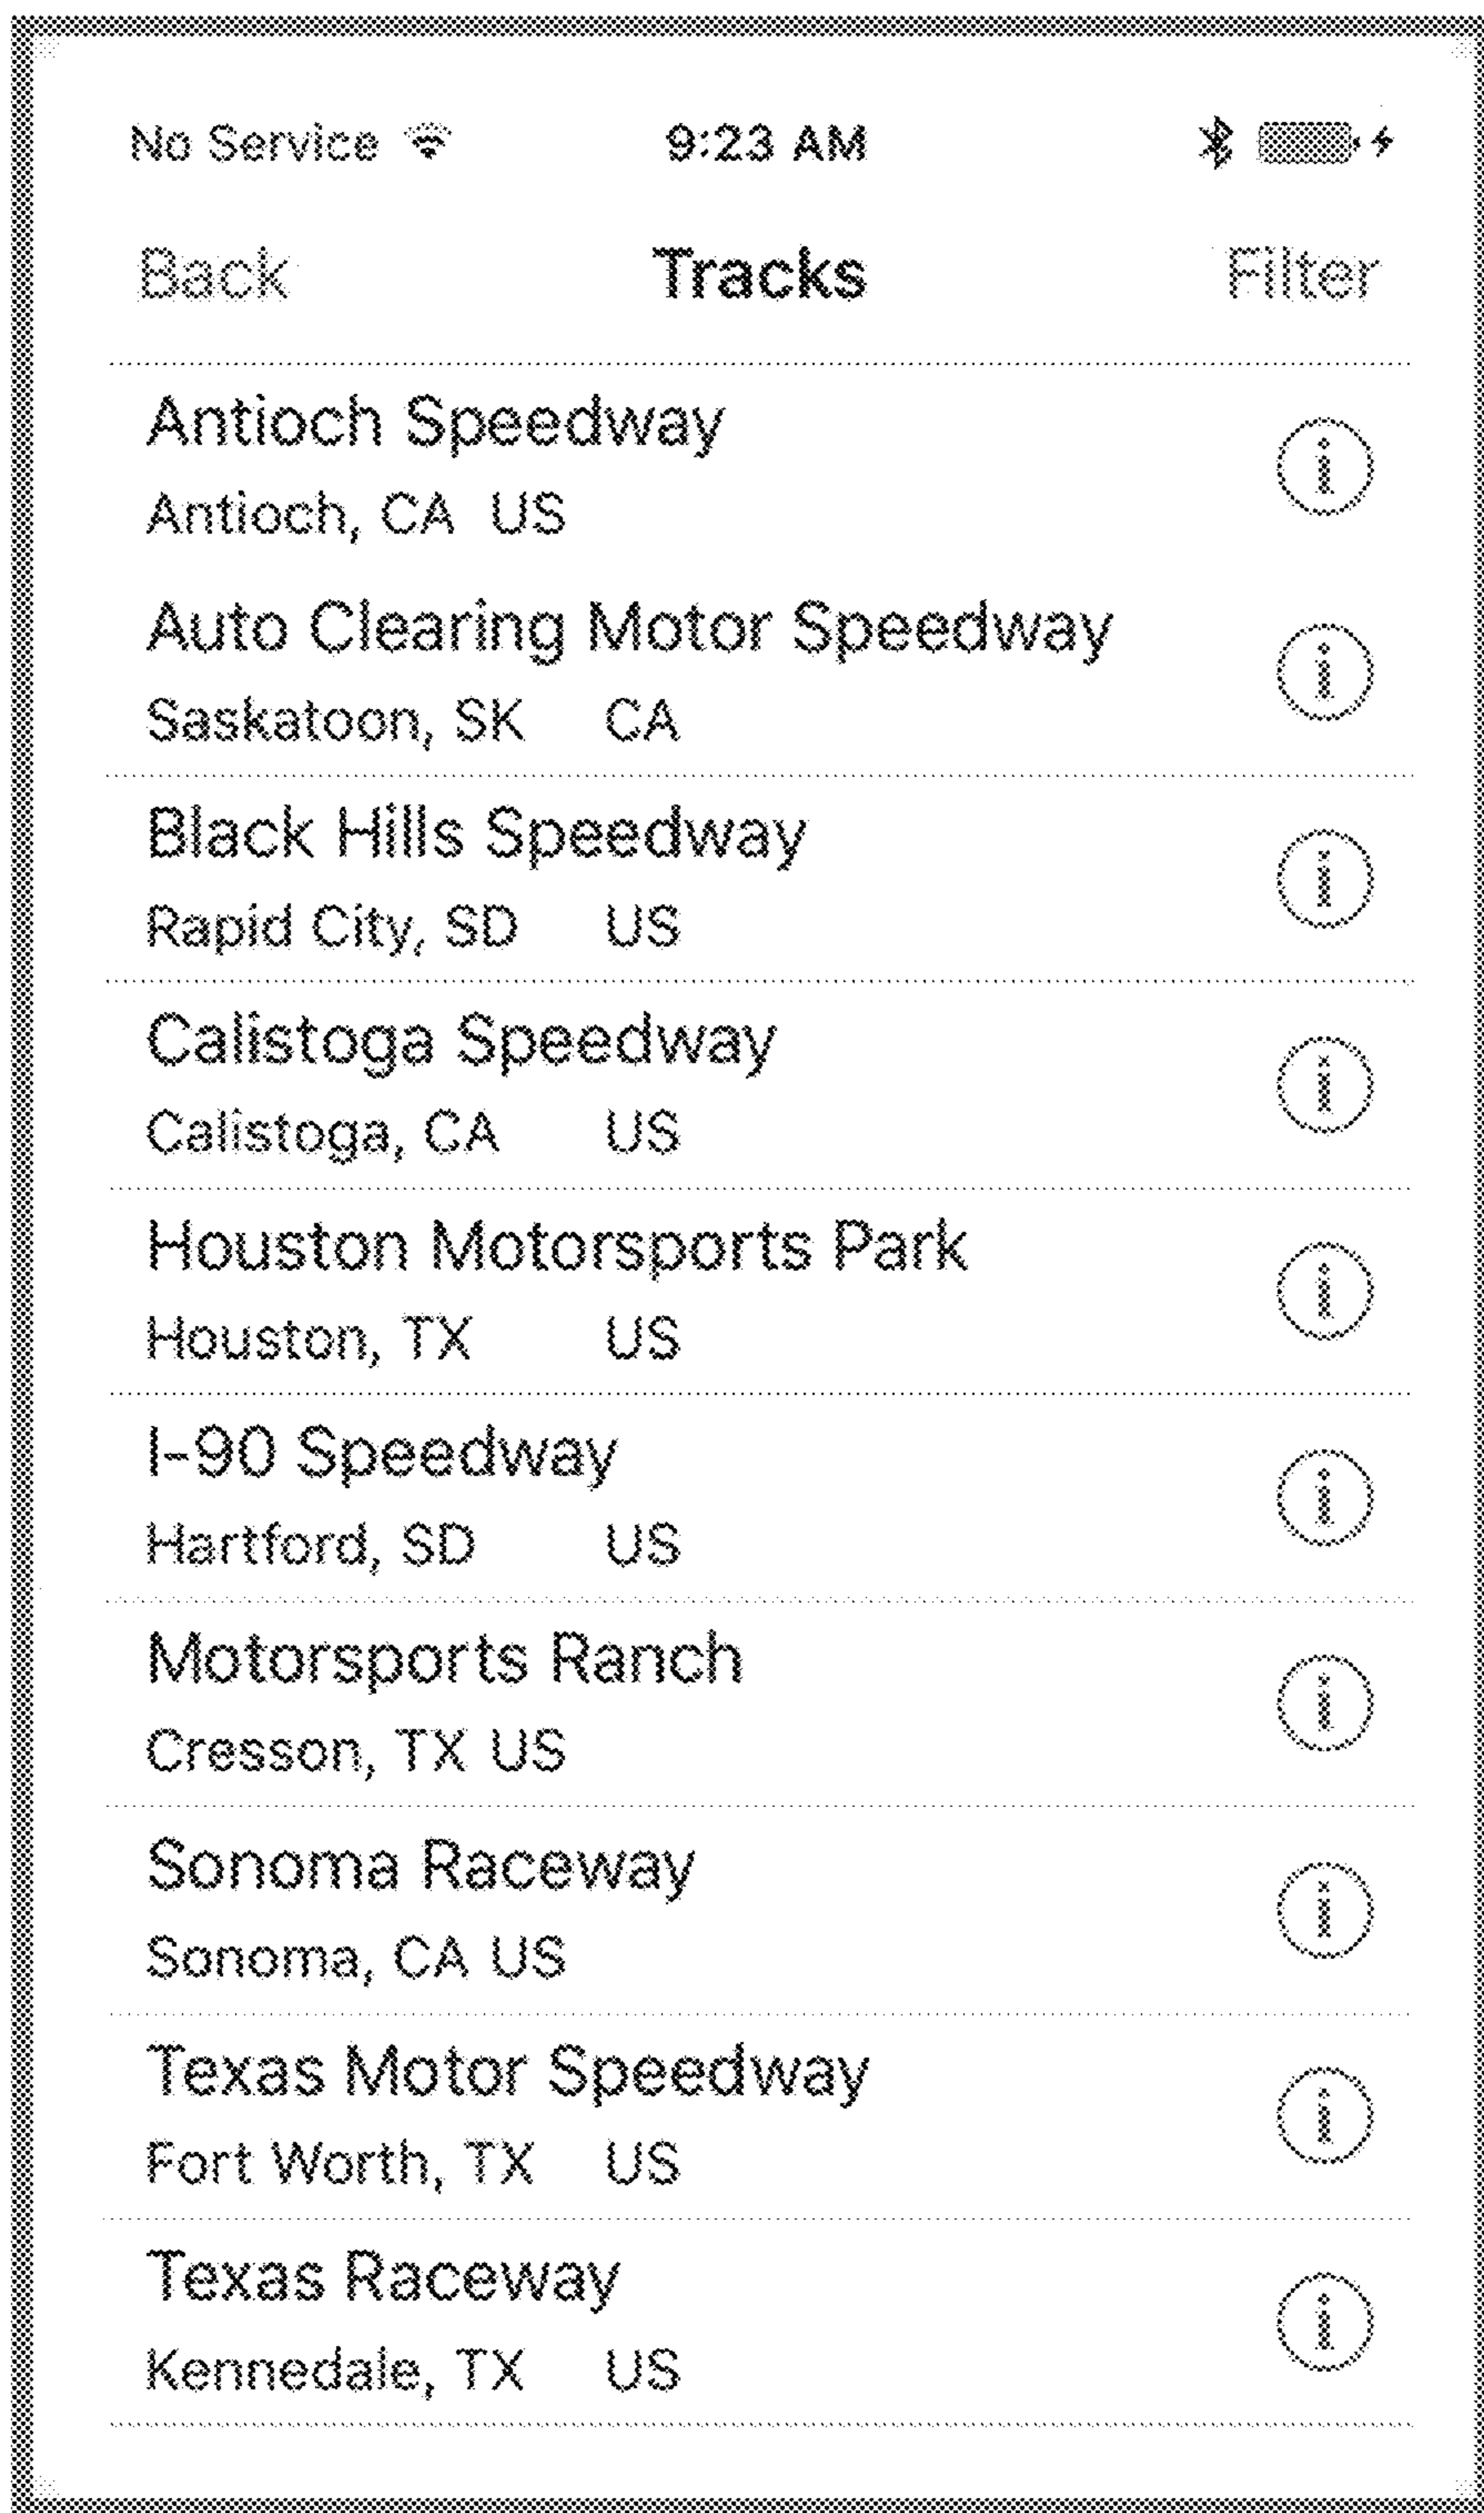 No Service 9:23 AM
Back Tracks Filter
Antioch Speedway
Antioch, CA US
Auto Clearing Motor Speedway
Saskatoon, SK CA
Black Hills Speedway
Rapid City, SD US
Calistoga Speedway
Calistoga, CA US
Houston Motorsports Park
Houston, TX US
I-90 Speedway
Hartford, SD US
Motorsports Ranch
Cresson, TX US
Sonoma Raceway
Sonoma, CA US
Texas Motor Speedway
Fort Worth, TX US
Texas Raceway
Kennedale, TX US